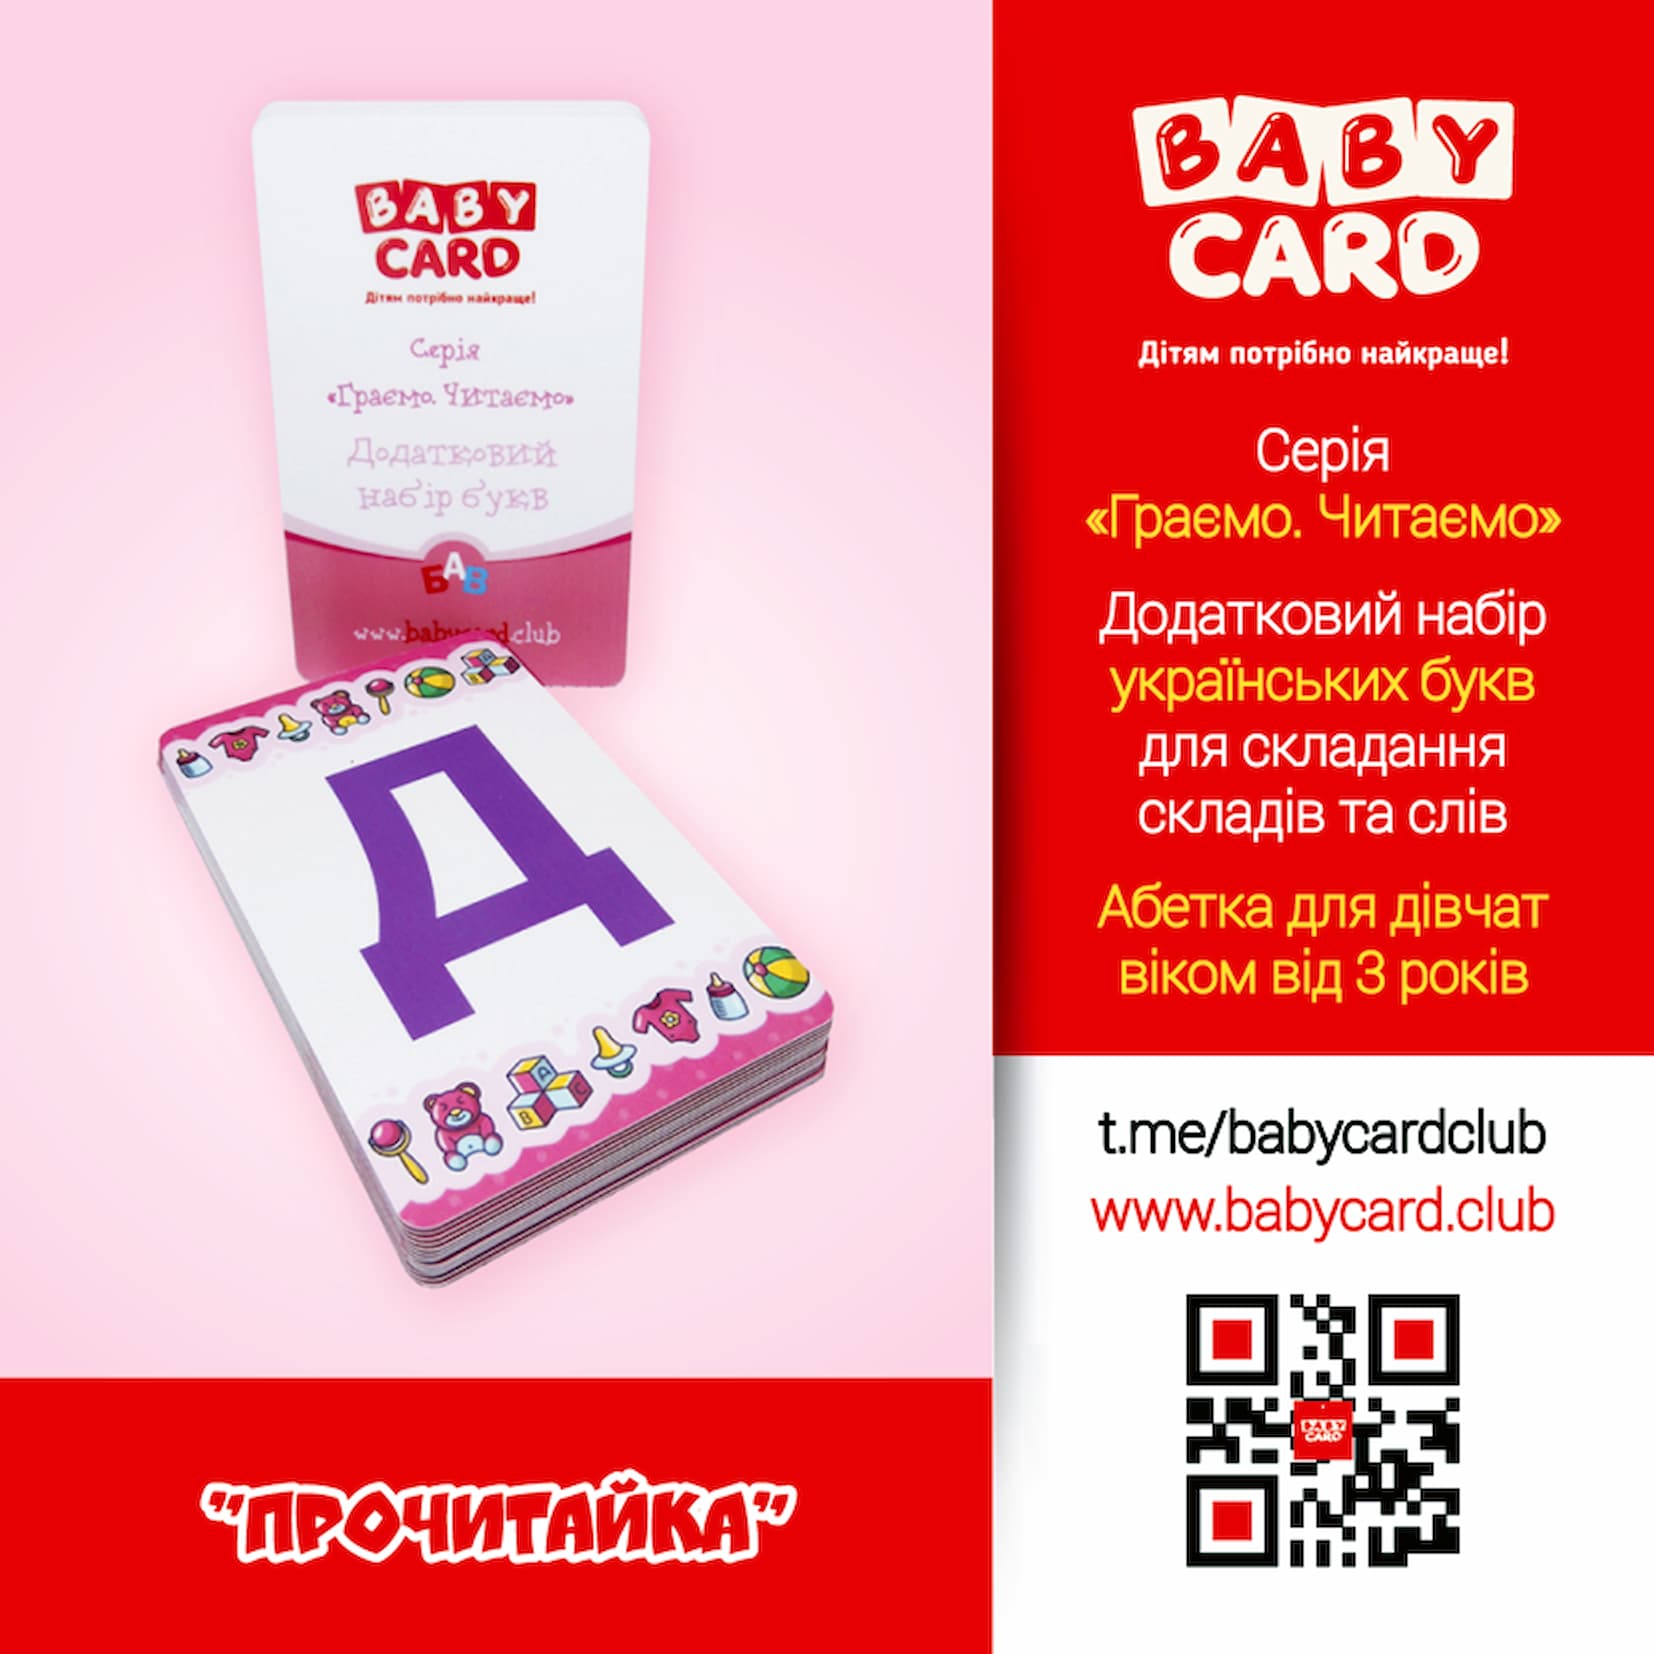 BABY
CARD
Дітям потрібно найкраще!
Серія
«Граємо. Читаємо»
Додатковий
набір букв
БАВ
www.babycard.club
Д
"ПРОЧИТАЙКА"
BABY
CARD
Дітям потрібно найкраще!
Серія
«Граємо. Читаємо»
Додатковий набір
українських букв
для складання
складів та слів
Абетка для дівчат
віком від 3 років
t.me/babycardclub
www.babycard.club
BABY
CARD